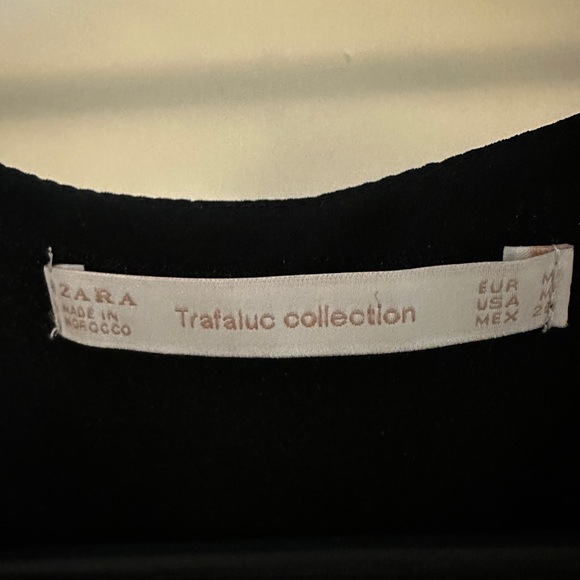 ZARA
MADE IN
MOROCCO
Trafaluc collection
EUR M
USA M
MEX